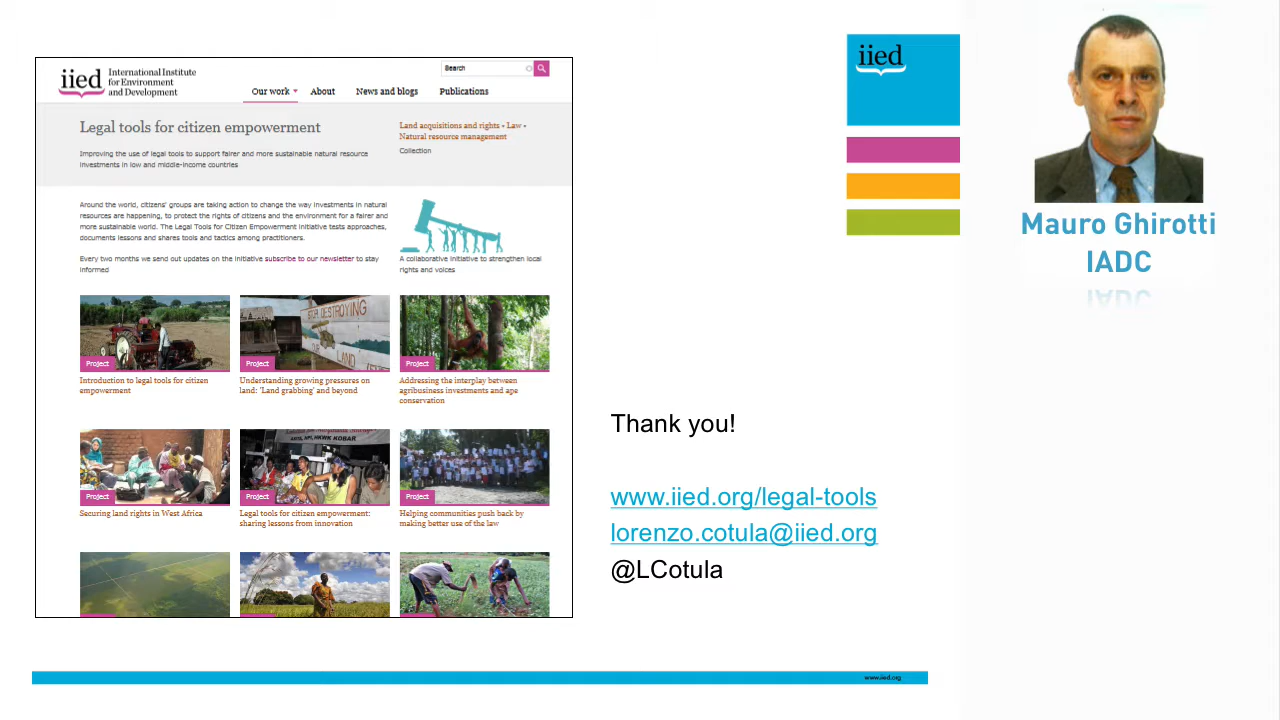 iied
International Institute
for Environment
and Development
Search
Our work
About
News and blogs
Publications
Legal tools for citizen empowerment
Improving the use of legal tools to support fairer and more sustainable natural resource
investments in low and middle-income countries
Land acquisitions and rights • Law •
Natural resource management
Collection
Around the world, citizens' groups are taking action to change the way investments in natural
resources are happening, to protect the rights of citizens and the environment for a fairer and
more sustainable world. The Legal Tools for Citizen Empowerment initiative tests approaches,
documents lessons and shares tools and tactics among practitioners.
Every two months we send out updates on the initiative subscribe to our newsletter to stay
informed
A collaborative initiative to strengthen local
rights and voices
STOP DESTROYING
OUR LAND
Project
Project
Project
Introduction to legal tools for citizen
empowerment
Understanding growing pressures on
land: 'Land grabbing' and beyond
Addressing the interplay between
agribusiness investments and ape
conservation
Project
Project
Project
Securing land rights in West Africa
Legal tools for citizen empowerment:
sharing lessons from innovation
Helping communities push back by
making better use of the law
Thank you!
www.iied.org/legal-tools
lorenzo.cotula@iied.org
@LCotula
iied
Mauro Ghirotti
IADC
www.iied.org